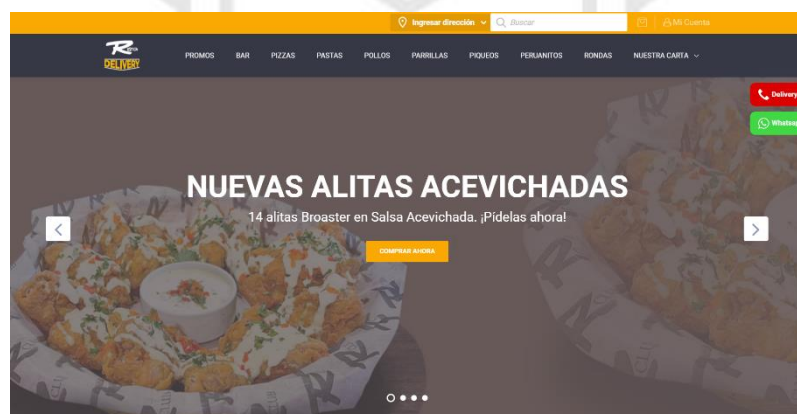 Ingresar dirección
Buscar
Mi Cuenta
DELIVERY
PROMOS BAR PIZZAS PASTAS POLLOS PARRILLAS PIQUEOS PERUANITOS RONDAS NUESTRA CARTA
Delivery
Whatsap
NUEVAS ALITAS ACEVICHADAS
14 alitas Broaster en Salsa Acevichada. ¡Pídelas ahora!
COMPRAR AHORA